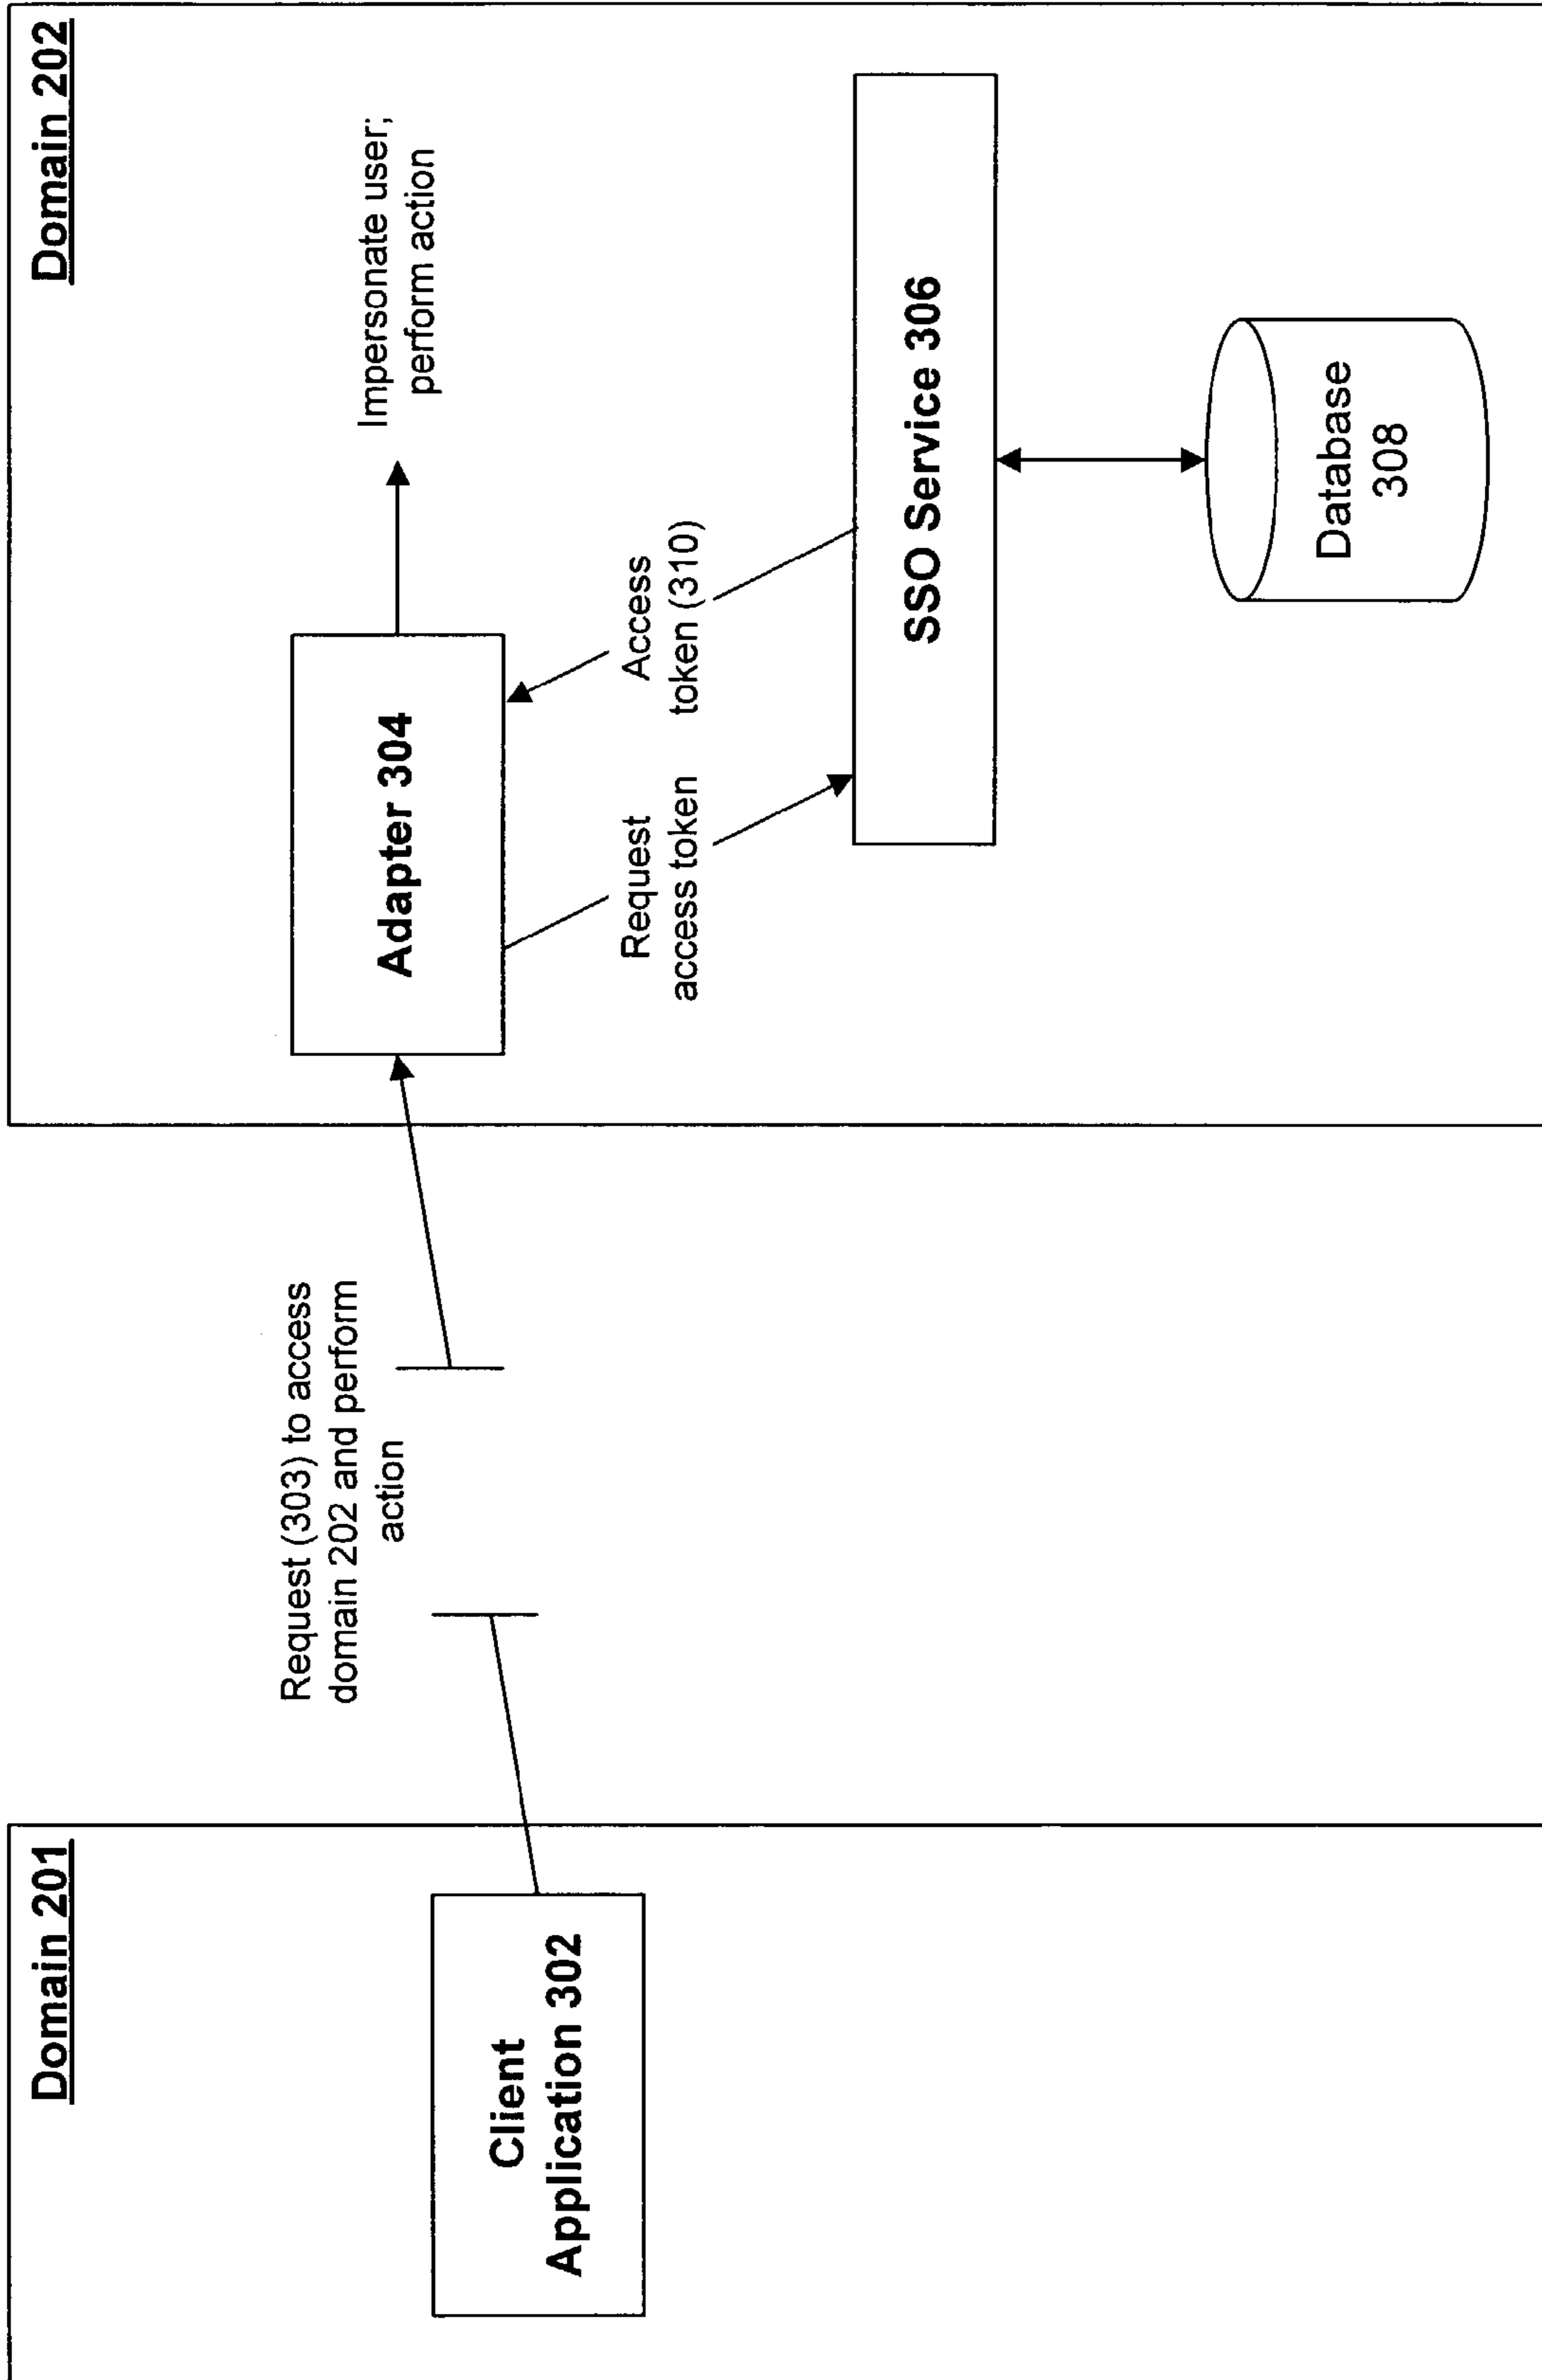 Domain 201
Client
Application 302
Request (303) to access
domain 202 and perform
action
Domain 202
Adapter 304
Impersonate user;
perform action
Request
access token
Access
token (310)
SSO Service 306
Database
308